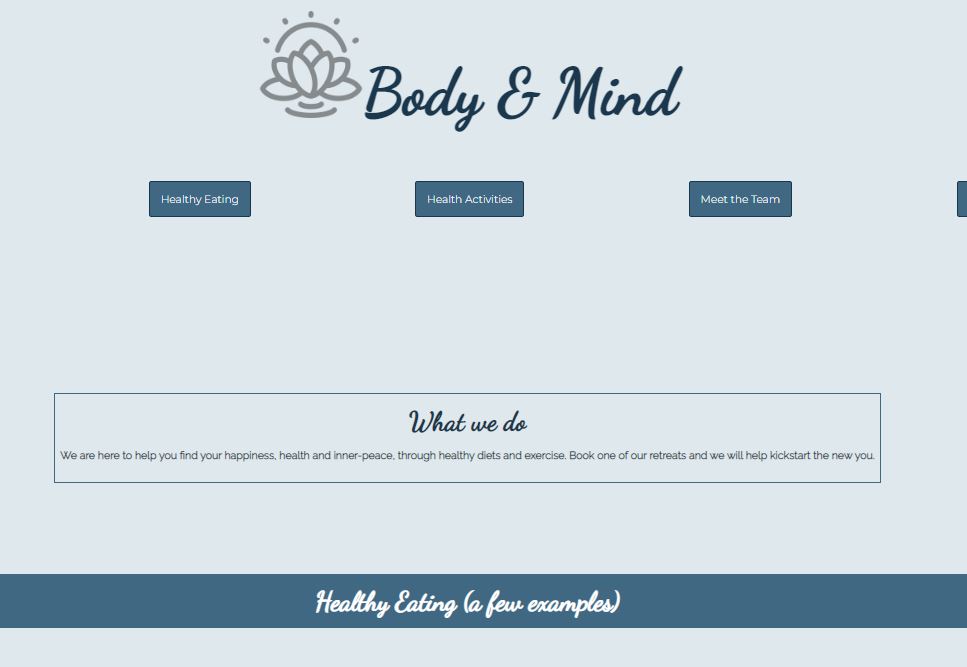 Body & Mind
Healthy Eating
Health Activities
Meet the Team
What we do
We are here to help you find your happiness, health and inner-peace, through healthy diets and exercise. Book one of our retreats and we will help kickstart the new you.
Healthy Eating (a few examples)